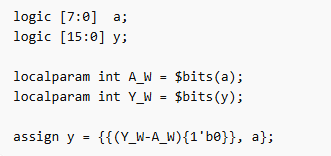 logic [7:0]  a;
logic [15:0] y;
localparam int A_W = $bits(a);
localparam int Y_W = $bits(y);
assign y = {{(Y_W-A_W){1'b0}}, a};